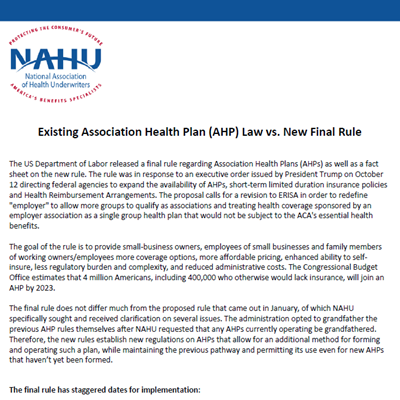 PROTECTING THE CONSUMER'S FUTURE
NAHU
National Association
of Health Underwriters
AMERICA'S BENEFITS SPECIALISTS
Existing Association Health Plan (AHP) Law vs. New Final Rule
The US Department of Labor released a final rule regarding Association Health Plans (AHPs) as well as a fact
sheet on the new rule. The rule was in response to an executive order issued by President Trump on October
12 directing federal agencies to expand the availability of AHPs, short-term limited duration insurance policies
and Health Reimbursement Arrangements. The proposal calls for a revision to ERISA in order to redefine
"employer" to allow more groups to qualify as associations and treating health coverage sponsored by an
employer association as a single group health plan that would not be subject to the ACA's essential health
benefits.
The goal of the rule is to provide small-business owners, employees of small businesses and family members
of working owners/employees more coverage options, more affordable pricing, enhanced ability to self-
insure, less regulatory burden and complexity, and reduced administrative costs. The Congressional Budget
Office estimates that 4 million Americans, including 400,000 who otherwise would lack insurance, will join an
AHP by 2023.
The final rule does not differ much from the proposed rule that came out in January, of which NAHU
specifically sought and received clarification on several issues. The administration opted to grandfather the
previous AHP rules themselves after NAHU requested that any AHPs currently operating be grandfathered.
Therefore, the new rules establish new regulations on AHPs that allow for an additional method for forming
and operating such a plan, while maintaining the previous pathway and permitting its use even for new AHPs
that haven't yet been formed.
The final rule has staggered dates for implementation: